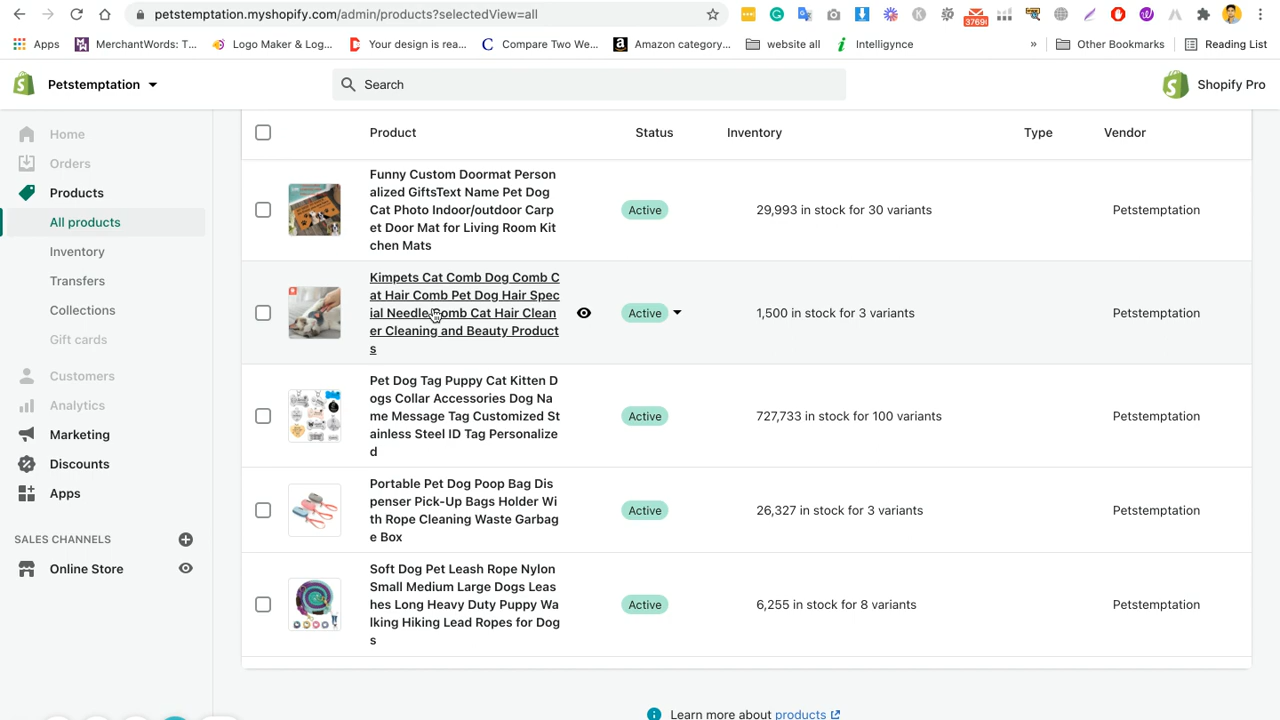 petstemptation.myshopify.com/admin/products?selectedView=all
3769
Apps
MerchantWords: T...
Logo Maker & Log...
Your design is rea...
Compare Two We...
Amazon category...
website all
Intelligynce
»
Other Bookmarks
Reading List
Petstemptation
Search
Shopify Pro
Home
Orders
Products
All products
Inventory
Transfers
Collections
Gift cards
Customers
Analytics
Marketing
Discounts
Apps
SALES CHANNELS
Online Store
Product
Status
Inventory
Type
Vendor
Funny Custom Doormat Person
alized GiftsText Name Pet Dog
Cat Photo Indoor/outdoor Carp
et Door Mat for Living Room Kit
chen Mats
Active
29,993 in stock for 30 variants
Petstemptation
Kimpets Cat Comb Dog Comb C
at Hair Comb Pet Dog Hair Spec
ial Needle Comb Cat Hair Clean
er Cleaning and Beauty Product
s
Active
1,500 in stock for 3 variants
Petstemptation
Pet Dog Tag Puppy Cat Kitten D
ogs Collar Accessories Dog Na
me Message Tag Customized St
ainless Steel ID Tag Personalize
d
Active
727,733 in stock for 100 variants
Petstemptation
Portable Pet Dog Poop Bag Dis
penser Pick-Up Bags Holder Wi
th Rope Cleaning Waste Garbag
e Box
Active
26,327 in stock for 3 variants
Petstemptation
Soft Dog Pet Leash Rope Nylon
Small Medium Large Dogs Leas
hes Long Heavy Duty Puppy Wa
lking Hiking Lead Ropes for Dog
s
Active
6,255 in stock for 8 variants
Petstemptation
Learn more about products